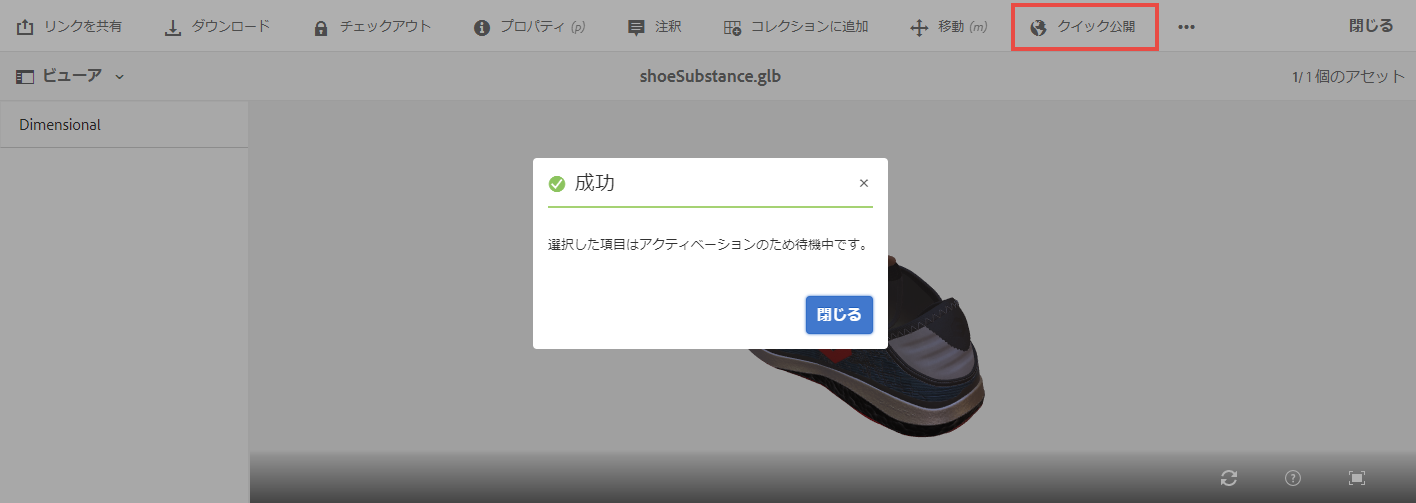 リンクを共有 ダウンロード チェックアウト プロパティ (p) 注釈 コレクションに追加 移動 (m) クイック公開 ••• 閉じる
ビューア shoeSubstance.glb 1/1個のアセット
Dimensional
成功 ×
選択した項目はアクティベーションのため待機中です。
閉じる